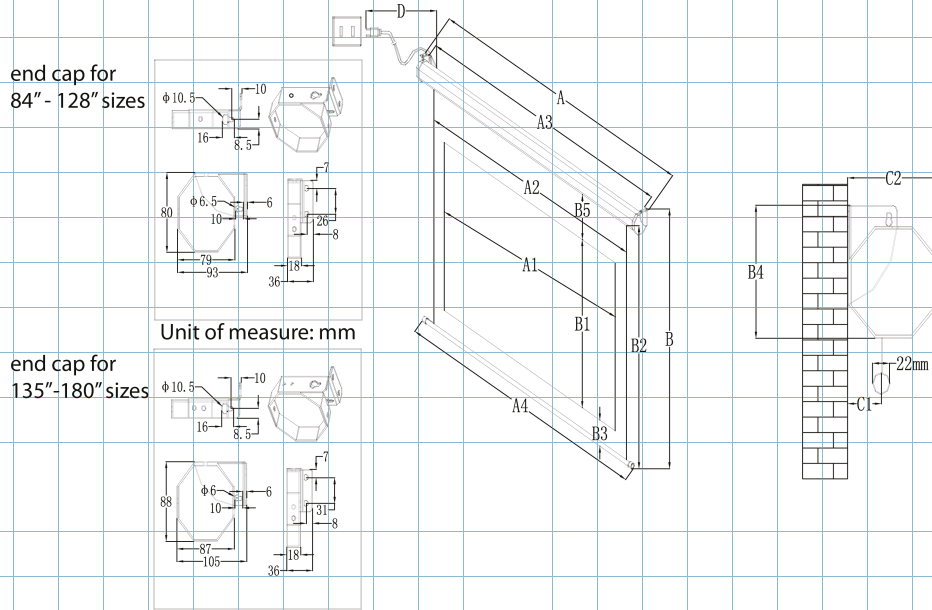 end cap for
84” - 128” sizes
ϕ10.5
10
16
8.5
7
80
ϕ6.5
6
10
26
8
79
93
18
36
Unit of measure: mm
end cap for
135”-180” sizes
ϕ10.5
10
16
8.5
7
88
ϕ6
6
10
31
8
87
105
18
36
D
A
A3
A2
B5
A1
B1
B2
B
A4
B3
C2
B4
22mm
C1